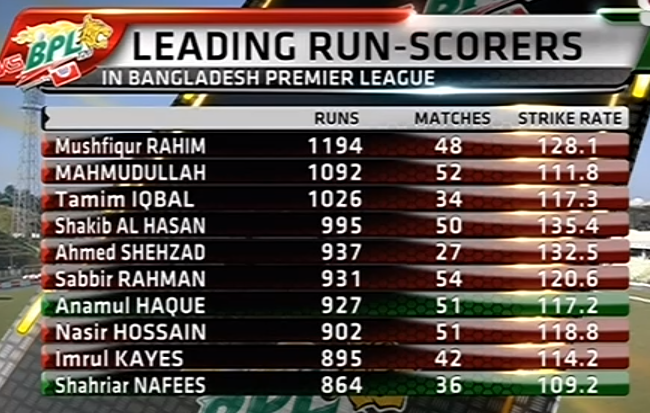 BPL
LEADING RUN-SCORERS
IN BANGLADESH PREMIER LEAGUE
RUNS MATCHES STRIKE RATE
Mushfiqur RAHIM 1194 48 128.1
MAHMUDULLAH 1092 52 111.8
Tamim IQBAL 1026 34 117.3
Shakib AL HASAN 995 50 135.4
Ahmed SHEHZAD 937 27 132.5
Sabbir RAHMAN 931 54 120.6
Anamul HAQUE 927 51 117.2
Nasir HOSSAIN 902 51 118.8
Imrul KAYES 895 42 114.2
Shahriar NAFEES 864 36 109.2
BPL